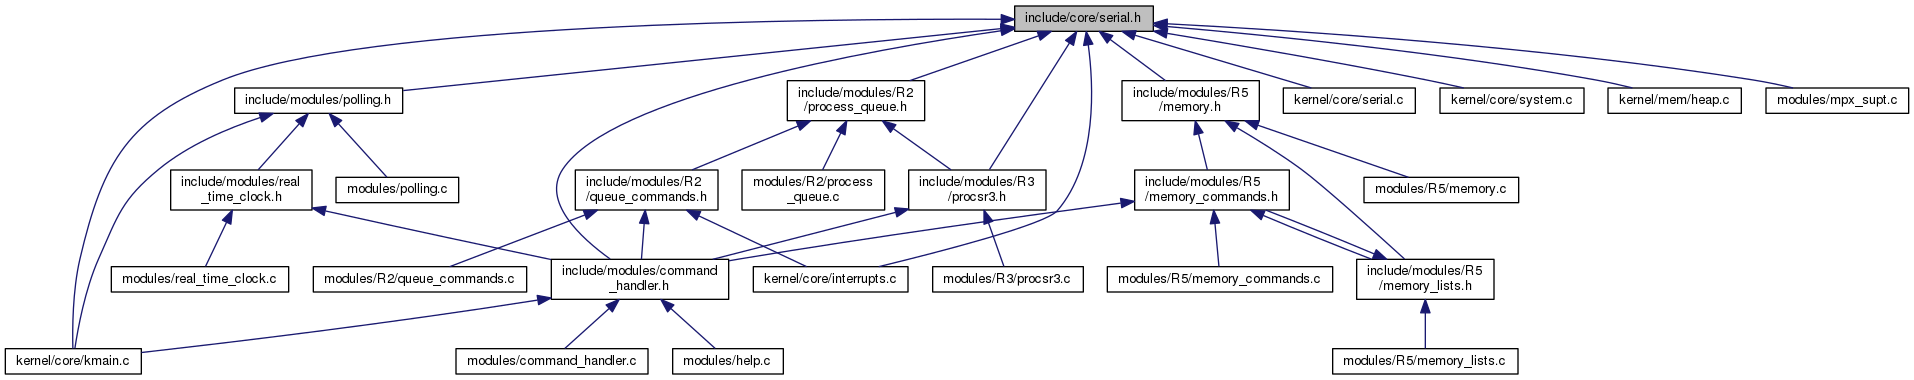 include/core/serial.h
include/modules/polling.h
include/modules/R2
/process_queue.h
include/modules/R5
/memory.h
kernel/core/serial.c
kernel/core/system.c
kernel/mem/heap.c
modules/mpx_supt.c
include/modules/real
_time_clock.h
modules/polling.c
include/modules/R2
/queue_commands.h
modules/R2/process
_queue.c
include/modules/R3
/procsr3.h
include/modules/R5
/memory_commands.h
modules/R5/memory.c
modules/real_time_clock.c
modules/R2/queue_commands.c
include/modules/command
_handler.h
kernel/core/interrupts.c
modules/R3/procsr3.c
modules/R5/memory_commands.c
include/modules/R5
/memory_lists.h
kernel/core/kmain.c
modules/command_handler.c
modules/help.c
modules/R5/memory_lists.c